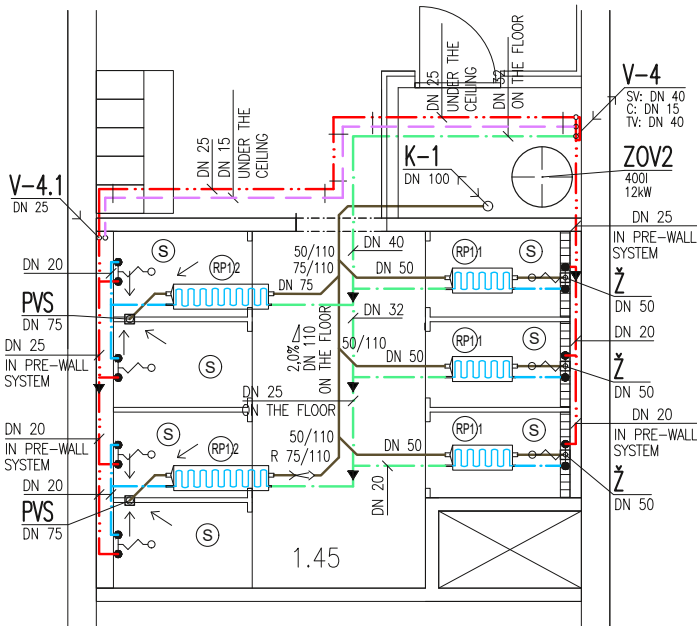 DN 25
UNDER THE
CEILING
DN 32
ON THE FLOOR
V-4
SV: DN 40
C: DN 15
TV: DN 40
DN 25
DN 15
UNDER THE
CEILING
K-1
DN 100
ZOV2
400l
12kW
V-4.1
DN 25
DN 25
IN PRE-WALL
SYSTEM
S
RP1/2
DN 20
50/110
75/110
DN 75
DN 40
DN 50
RP1/1
S
Ž
DN 50
PVS
DN 75
DN 32
2,0%
DN 110
ON THE FLOOR
50/110
DN 50
RP1/1
S
DN 20
DN 25
IN PRE-WALL
SYSTEM
S
Ž
DN 50
DN 25
ON THE FLOOR
DN 20
IN PRE-WALL
SYSTEM
DN 20
IN PRE-WALL
SYSTEM
S
RP1/2
50/110
R 75/110
DN 50
RP1/1
S
DN 20
Ž
DN 50
PVS
DN 75
DN 20
S
1.45